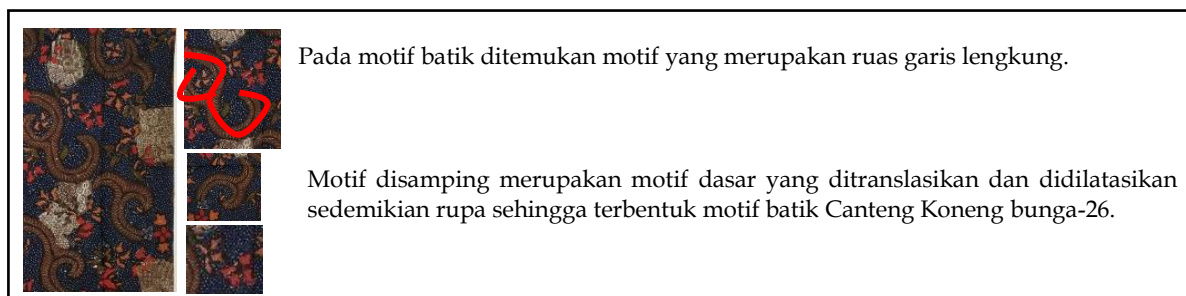 Pada motif batik ditemukan motif yang merupakan ruas garis lengkung.
Motif disamping merupakan motif dasar yang ditranslasikan dan didilatasikan
sedemikian rupa sehingga terbentuk motif batik Canteng Koneng bunga-26.